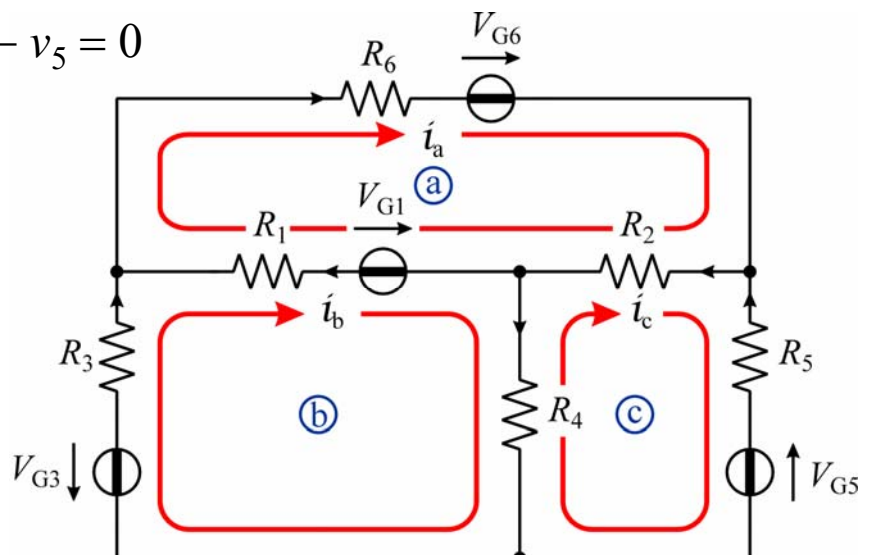 – v₅ = 0
V_G6
R₆
i_a
a
V_G1
R₁
R₂
i_b
i_c
R₃
R₅
b
R₄
c
V_G3
V_G5